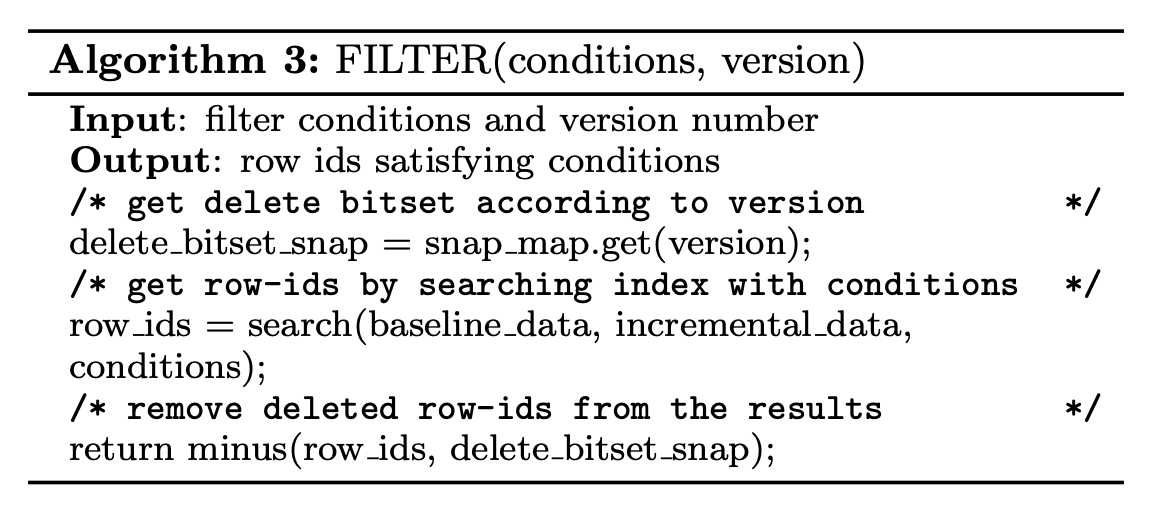 Algorithm 3: FILTER(conditions, version)
Input: filter conditions and version number
Output: row ids satisfying conditions
/* get delete bitset according to version */
delete_bitset_snap = snap_map.get(version);
/* get row-ids by searching index with conditions */
row_ids = search(baseline_data, incremental_data,
conditions);
/* remove deleted row-ids from the results */
return minus(row_ids, delete_bitset_snap);